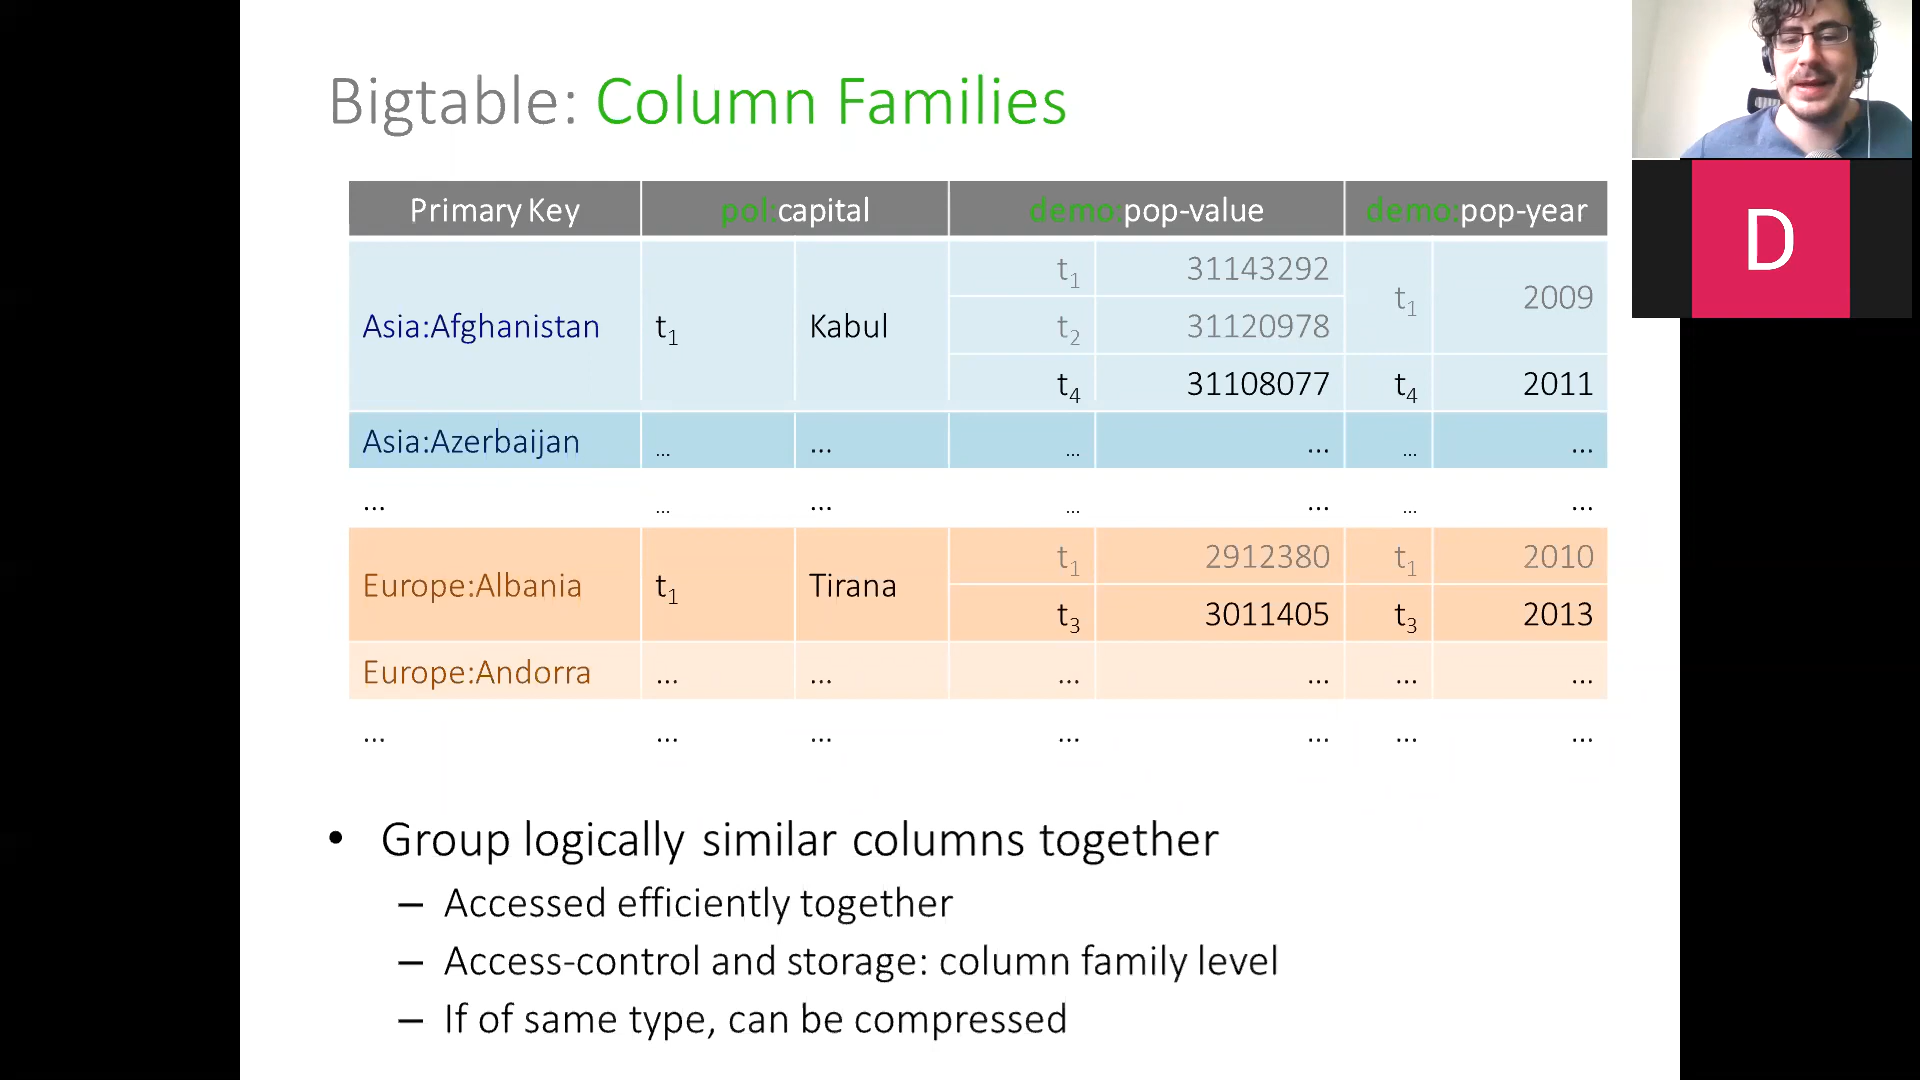 Bigtable: Column Families
Primary Key pol:capital demo:pop-value demo:pop-year
Asia:Afghanistan t1 Kabul t1 31143292 t1 2009
t2 31120978
t4 31108077 t4 2011
Asia:Azerbaijan ... ... ... ... ... ...
... ... ... ... ... ... ...
Europe:Albania t1 Tirana t1 2912380 t1 2010
t3 3011405 t3 2013
Europe:Andorra ... ... ... ... ... ...
... ... ... ... ... ... ...
• Group logically similar columns together
– Accessed efficiently together
– Access-control and storage: column family level
– If of same type, can be compressed
D